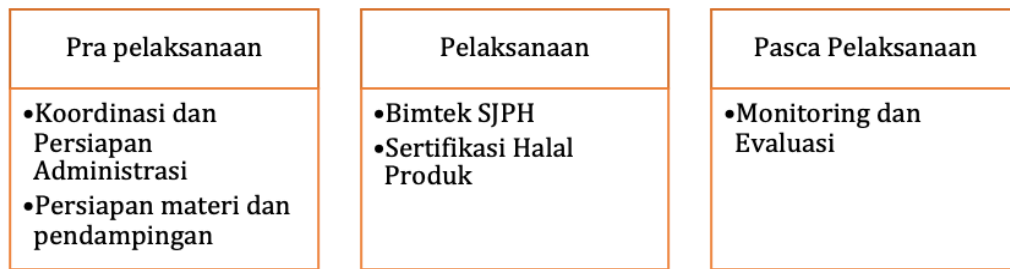 Pra pelaksanaan
•Koordinasi dan
Persiapan
Administrasi
•Persiapan materi dan
pendampingan
Pelaksanaan
•Bimtek SJPH
•Sertifikasi Halal
Produk
Pasca Pelaksanaan
•Monitoring dan
Evaluasi